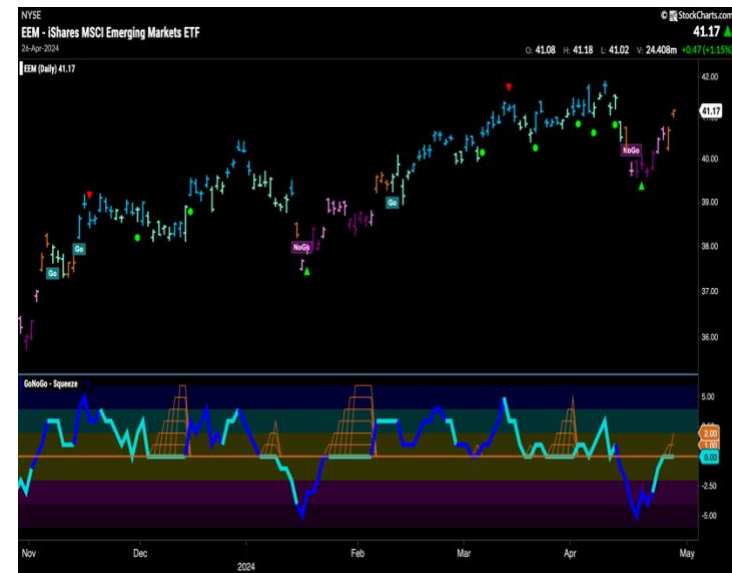 NYSE © StockCharts.com
EEM - iShares MSCI Emerging Markets ETF 41.17
26-Apr-2024 O: 41.08 H: 41.18 L: 41.02 V: 24.408m +0.47 (+1.15%)
EEM (Daily) 41.17
42.00
41.17
NoGo
40.00
Go
39.00
Go
NoGo
38.00
Go
37.00
36.00
GoNoGo - Squeeze
5.00
2.00
1.00
0.00
-2.50
-5.00
Nov Dec Feb Mar Apr May
2024